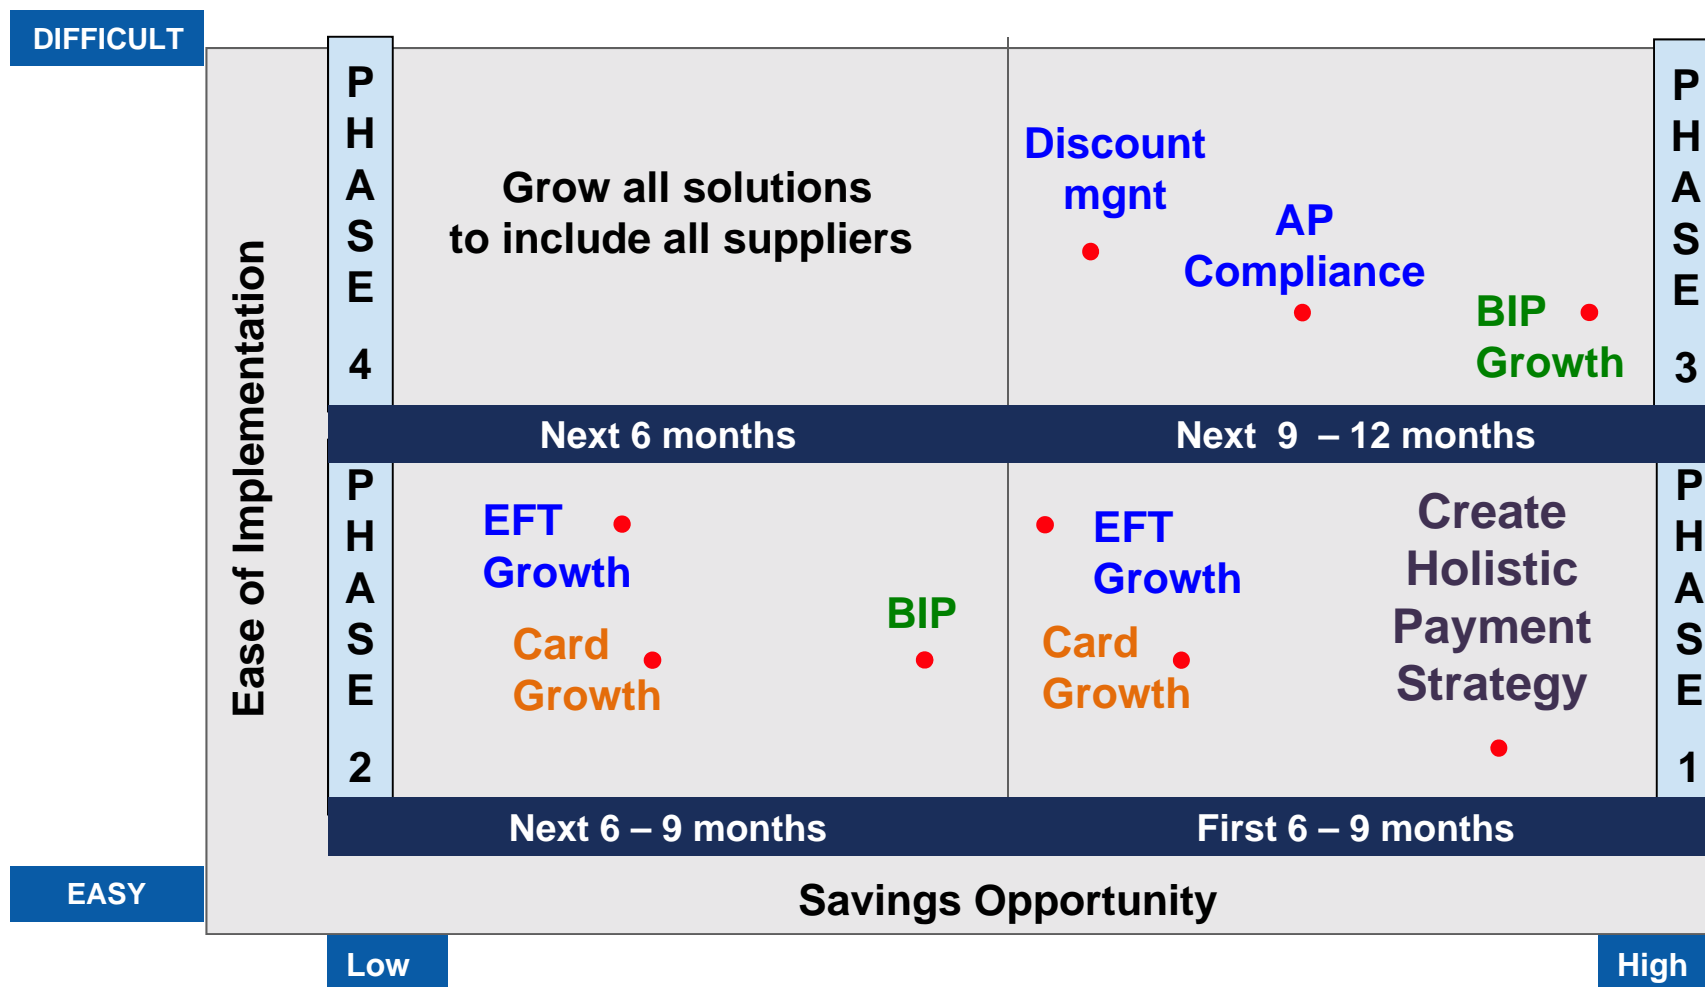 DIFFICULT
Ease of Implementation
PHASE 4
Grow all solutions
to include all suppliers
Discount
mgnt
AP
Compliance
BIP
Growth
PHASE 3
Next 6 months
Next 9 – 12 months
PHASE 2
EFT
Growth
Card
Growth
BIP
EFT
Growth
Card
Growth
Create
Holistic
Payment
Strategy
PHASE 1
Next 6 – 9 months
First 6 – 9 months
EASY
Savings Opportunity
Low
High